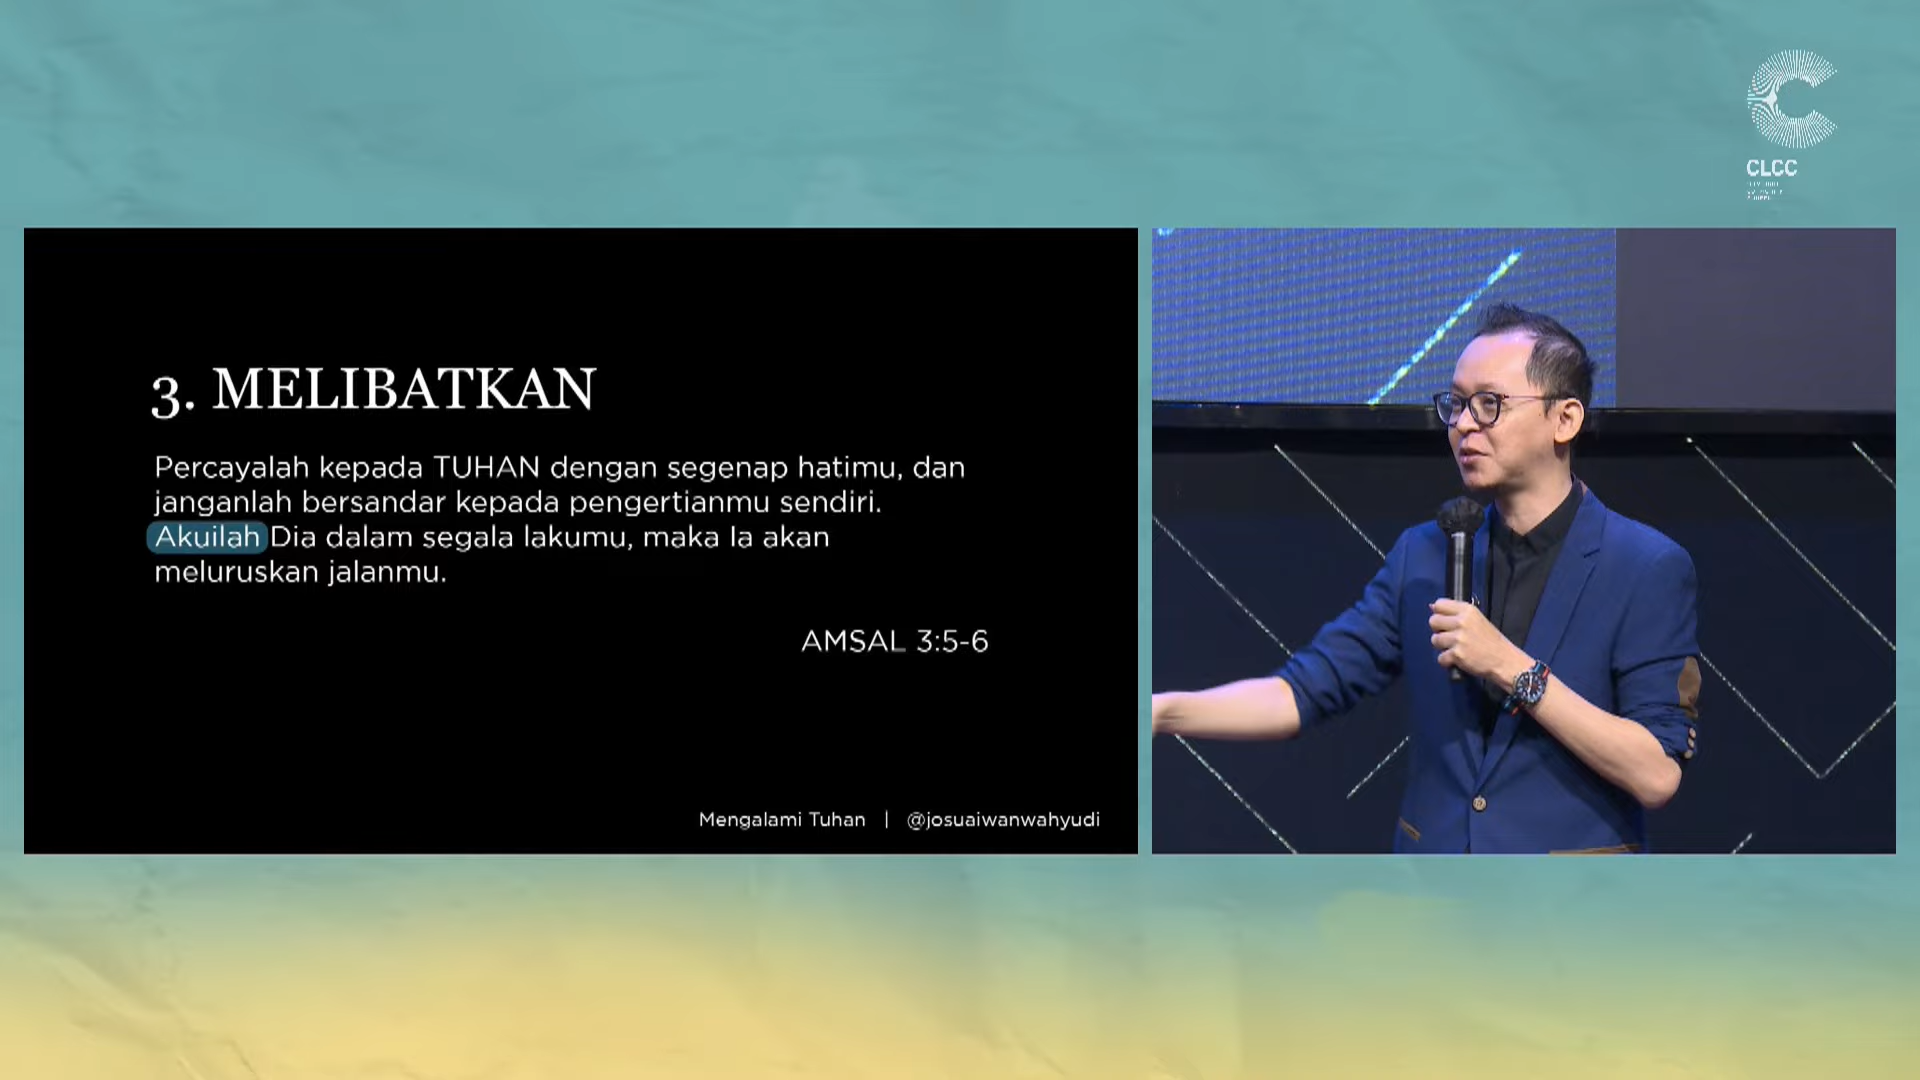 CLCC
3. MELIBATKAN
Percayalah kepada TUHAN dengan segenap hatimu, dan
janganlah bersandar kepada pengertianmu sendiri.
Akuilah Dia dalam segala lakumu, maka Ia akan
meluruskan jalanmu.
AMSAL 3:5-6
Mengalami Tuhan | @josuaiwanwahyudi